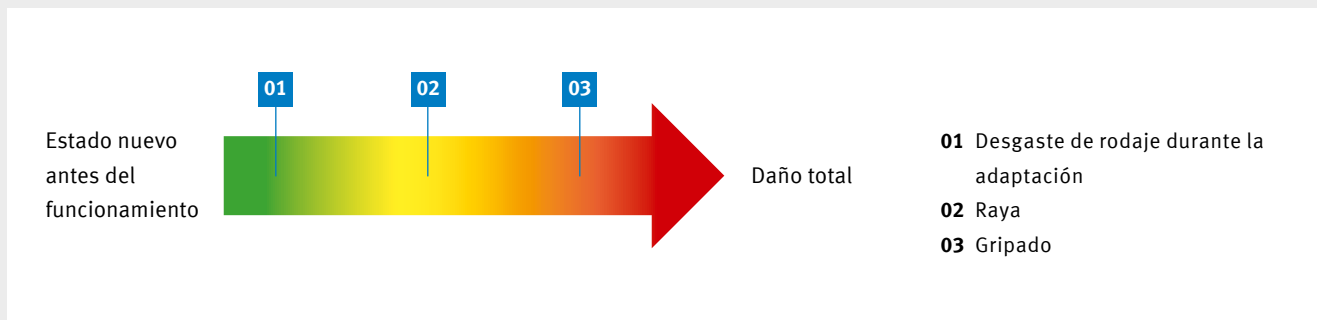 01
02
03
Estado nuevo
antes del
funcionamiento
Daño total
01 Desgaste de rodaje durante la
adaptación
02 Raya
03 Gripado